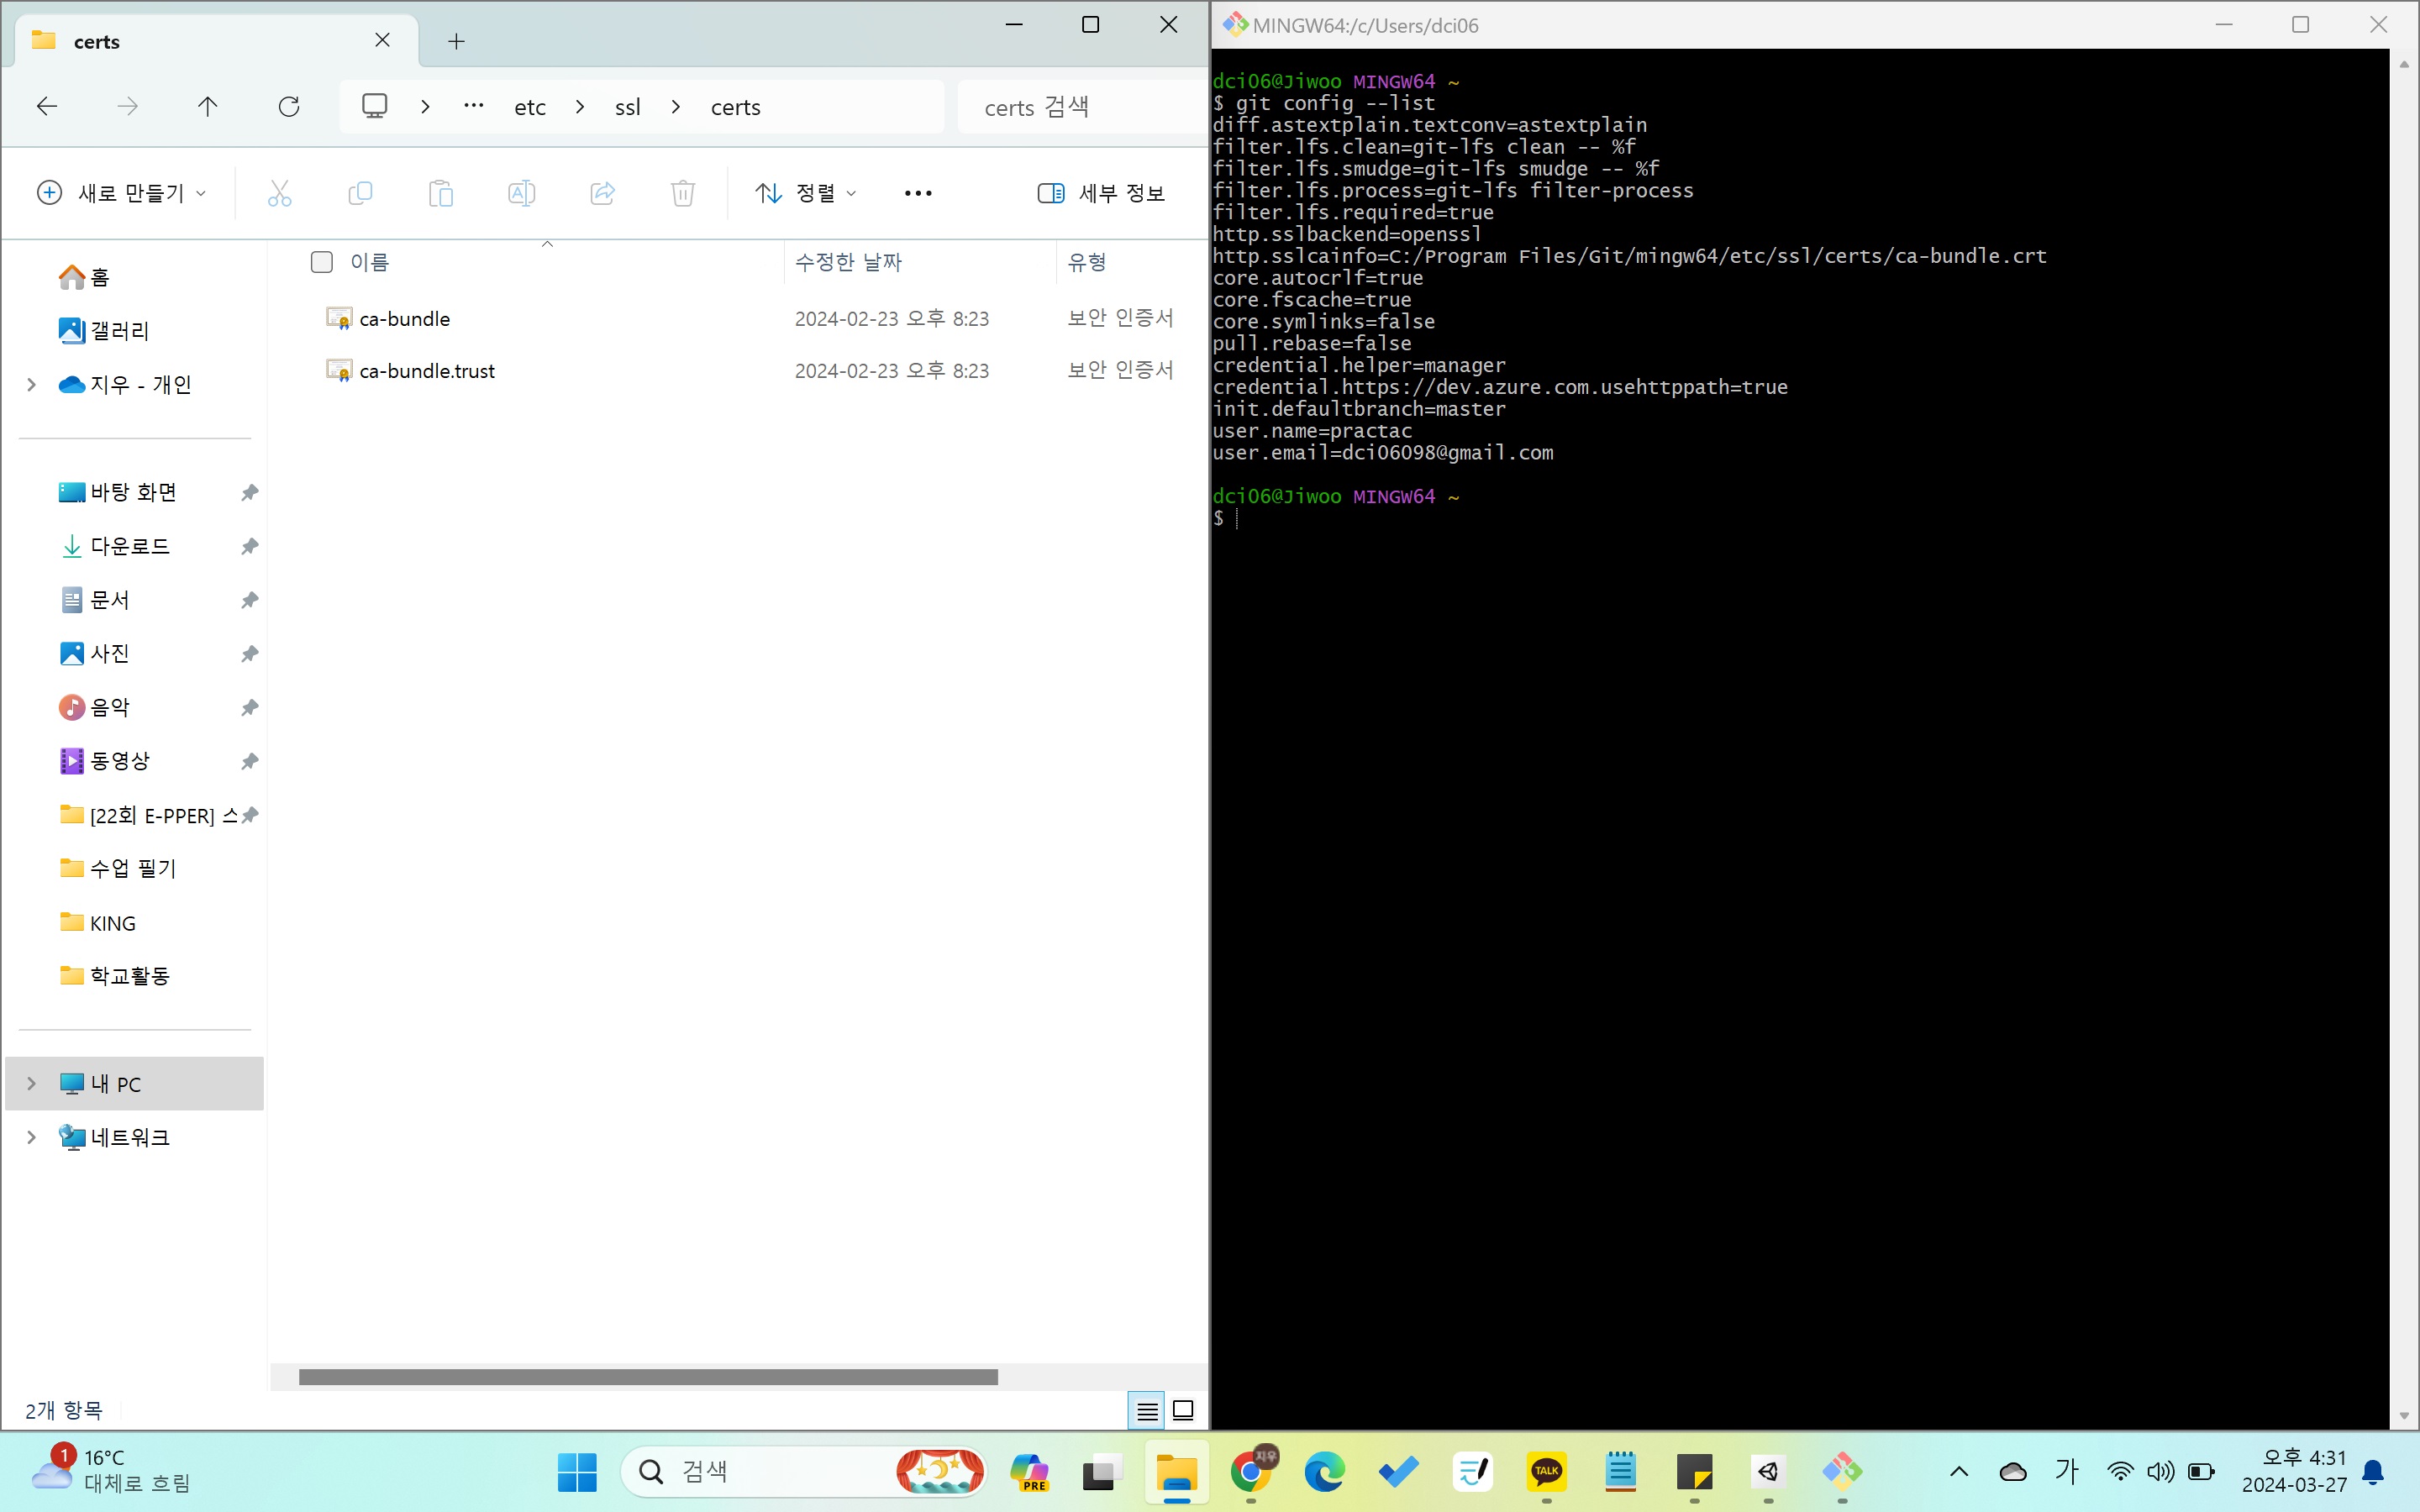 certs
etc
ssl
certs
certs 검색
새로 만들기
정렬
세부 정보
홈
갤러리
지우 - 개인
바탕 화면
다운로드
문서
사진
음악
동영상
[22회 E-PPER] 스
수업 필기
KING
학교활동
내 PC
네트워크
이름 수정한 날짜 유형
ca-bundle 2024-02-23 오후 8:23 보안 인증서
ca-bundle.trust 2024-02-23 오후 8:23 보안 인증서
2개 항목
MINGW64:/c/Users/dci06
dci06@Jiwoo MINGW64 ~
$ git config --list
diff.astextplain.textconv=astextplain
filter.lfs.clean=git-lfs clean -- %f
filter.lfs.smudge=git-lfs smudge -- %f
filter.lfs.process=git-lfs filter-process
filter.lfs.required=true
http.sslbackend=openssl
http.sslcainfo=C:/Program Files/Git/mingw64/etc/ssl/certs/ca-bundle.crt
core.autocrlf=true
core.fscache=true
core.symlinks=false
pull.rebase=false
credential.helper=manager
credential.https://dev.azure.com.usehttppath=true
init.defaultbranch=master
user.name=practac
user.email=dci06098@gmail.com
dci06@Jiwoo MINGW64 ~
$
1
16°C
대체로 흐림
검색
PRE
지우
TALK
가
오후 4:31
2024-03-27